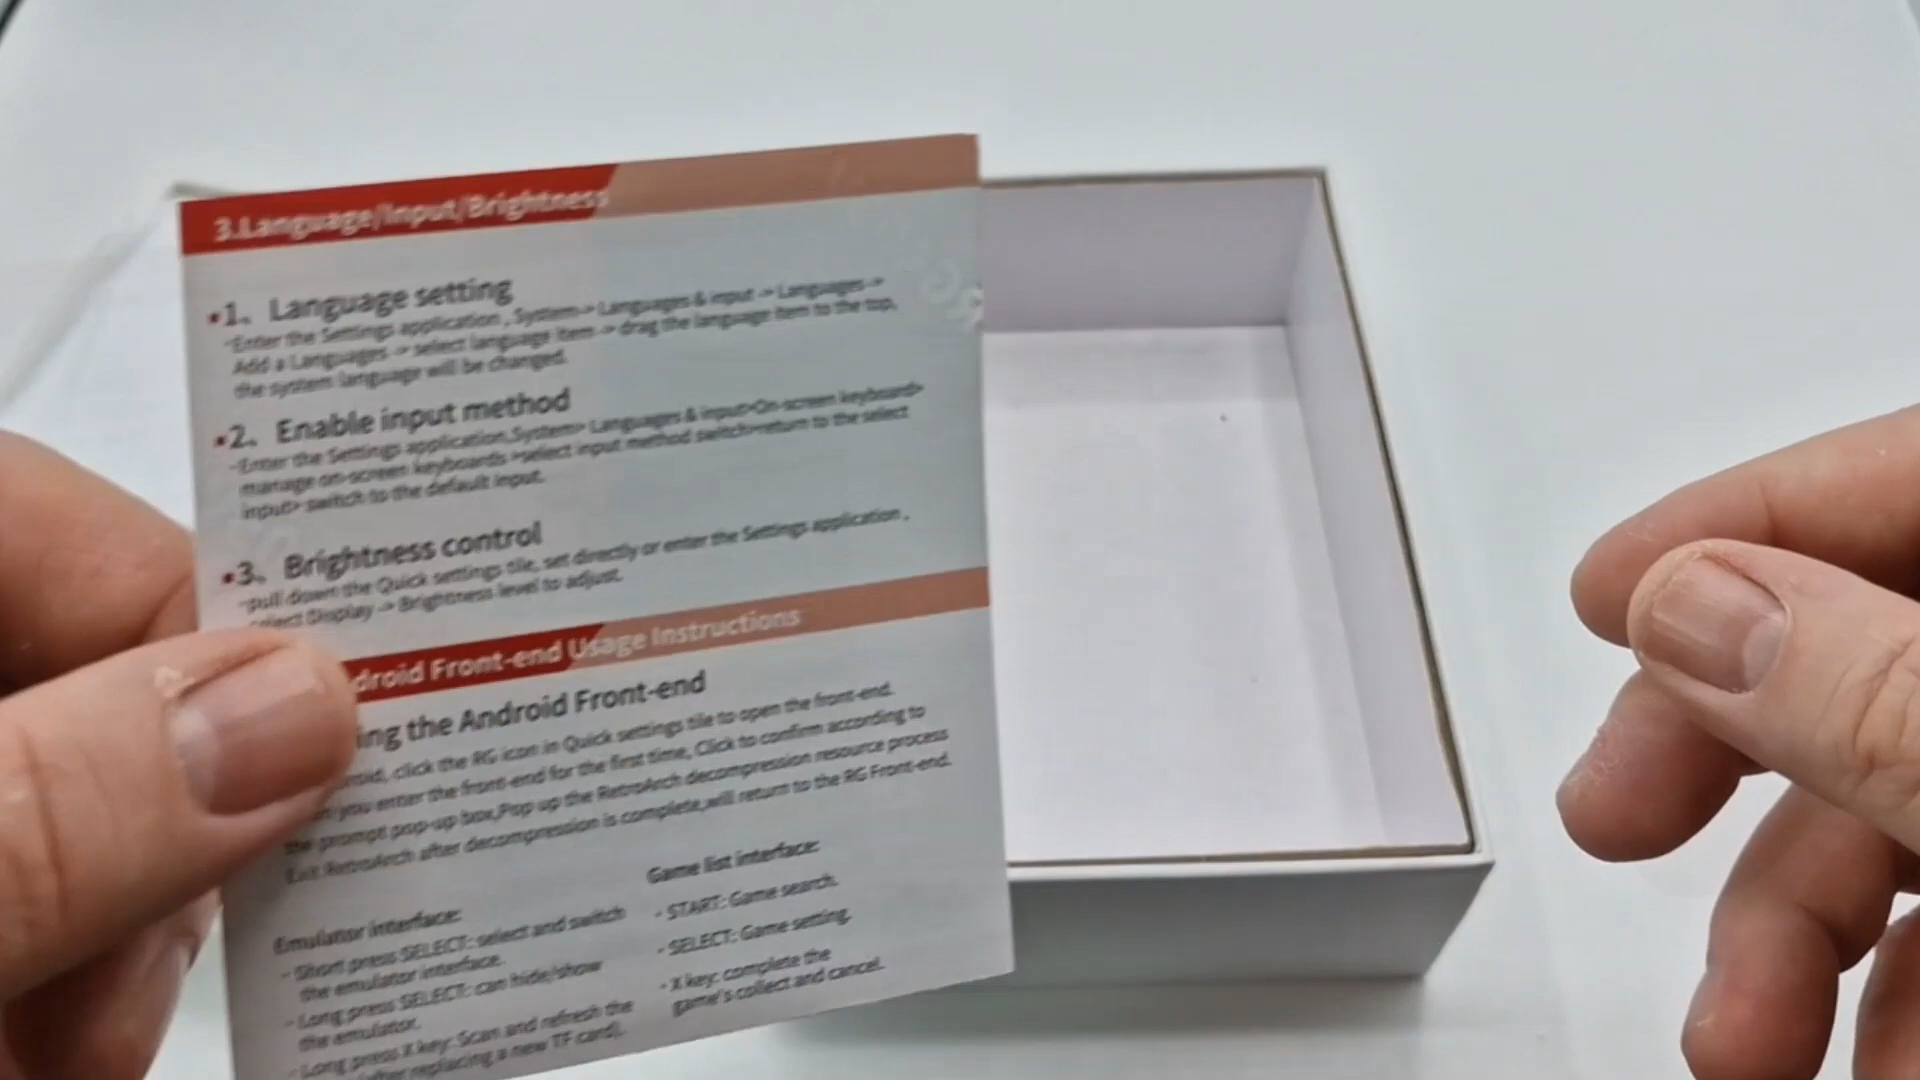 3.Language/Input/Brightness
•1、 Language setting
-Enter the Settings application , System-> Languages & input -> Languages->
Add a Languages -> select language item -> drag the language item to the top,
the system language will be changed.
•2、 Enable input method
-Enter the Settings application,System> Languages & input>On-screen keyboard>
manage on-screen keyboards >select input method switch>return to the select
input> switch to the default input.
•3、 Brightness control
-pull down the Quick settings tile, set directly or enter the Settings application ,
select Display -> Brightness level to adjust.
droid Front-end Usage Instructions
ing the Android Front-end
roid, click the RG icon in Quick settings tile to open the front-end.
you enter the front-end for the first time, Click to confirm according to
the prompt pop-up box,Pop up the RetroArch decompression resource process
Exit RetroArch after decompression is complete,will return to the RG Front-end.
Emulator interface:
- Short press SELECT: select and switch
the emulator interface.
- Long press SELECT: can hide/show
the emulator.
- Long press X key: Scan and refresh the
after replacing a new TF card).
Game list interface:
- START: Game search.
- SELECT: Game setting.
- X key: complete the
game's collect and cancel.